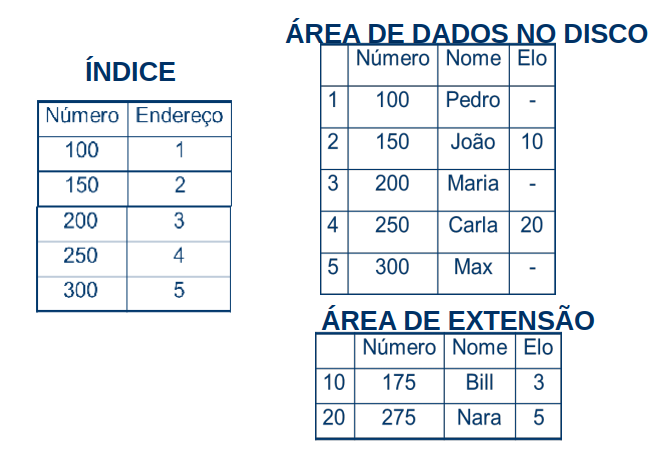 ÍNDICE
Número Endereço
100 1
150 2
200 3
250 4
300 5
ÁREA DE DADOS NO DISCO
Número Nome Elo
1 100 Pedro -
2 150 João 10
3 200 Maria -
4 250 Carla 20
5 300 Max -
ÁREA DE EXTENSÃO
Número Nome Elo
10 175 Bill 3
20 275 Nara 5